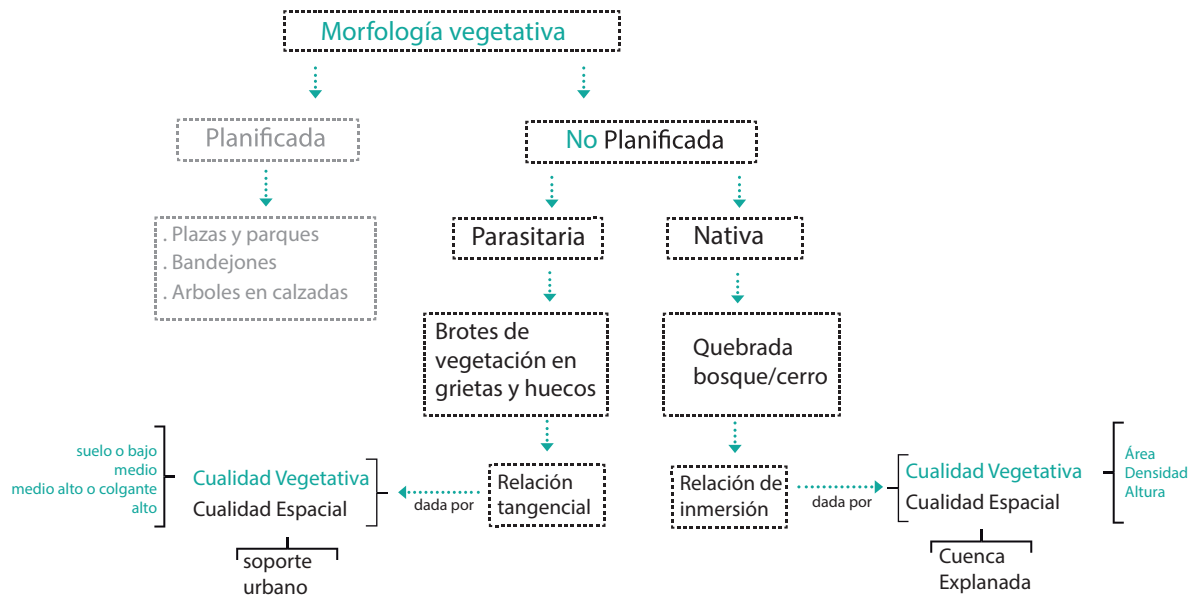 Morfología vegetativa
Planificada
No Planificada
. Plazas y parques
. Bandejones
. Arboles en calzadas
Parasitaria
Nativa
Brotes de
vegetación en
grietas y huecos
Quebrada
bosque/cerro
suelo o bajo
medio
medio alto o colgante
alto
Cualidad Vegetativa
Cualidad Espacial
dada por
Relación
tangencial
Relación de
inmersión
dada por
Cualidad Vegetativa
Cualidad Espacial
Área
Densidad
Altura
soporte
urbano
Cuenca
Explanada